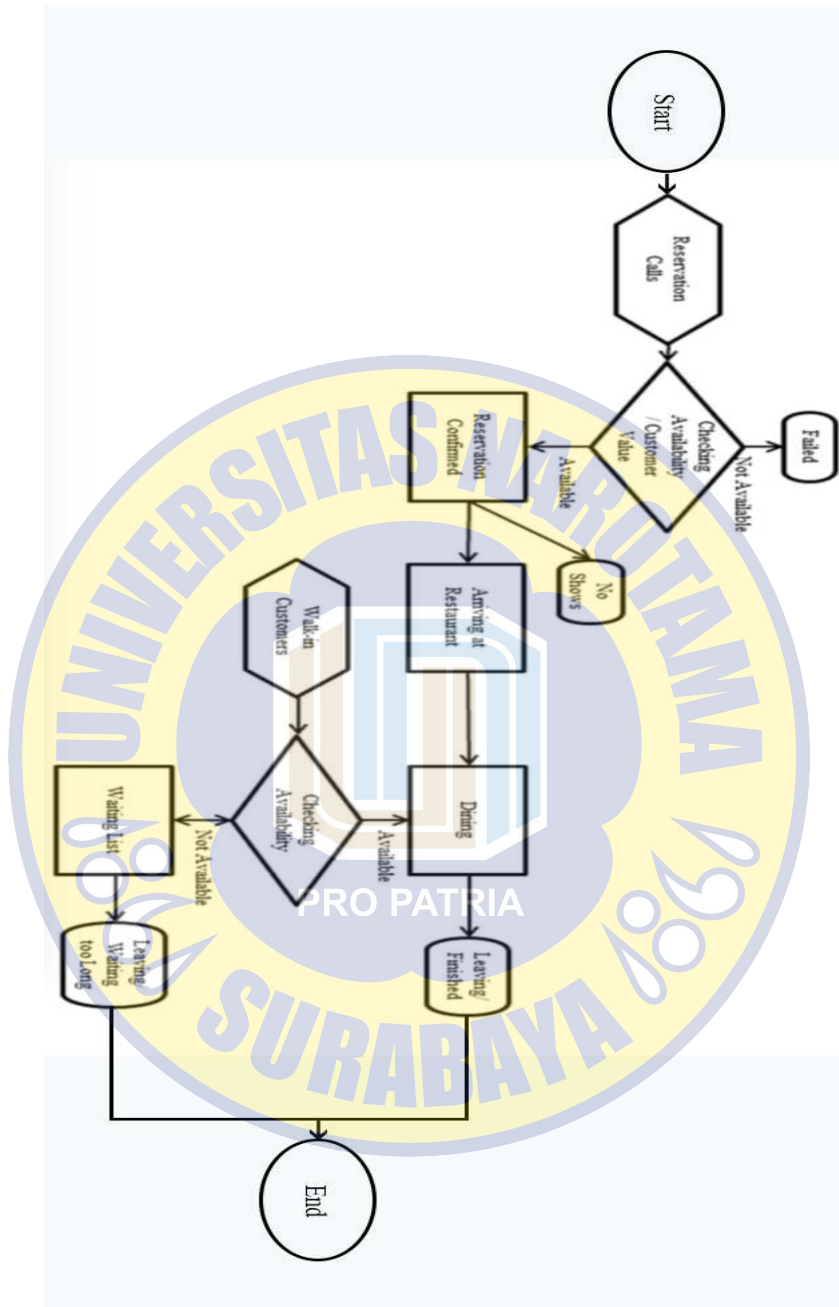 Start
Reservation
Calls
Checking
Availability
/ Customer
Value
Not Available
Failed
Available
Reservation
Confirmed
No
Shows
Arriving at
Restaurant
Dining
Leaving/
Finished
Walk-in
Customers
Checking
Availability
Available
Not Available
Waiting List
Leaving/
Waiting
too Long
End
UNIVERSITAS NAROTAMA
PRO PATRIA
SURABAYA